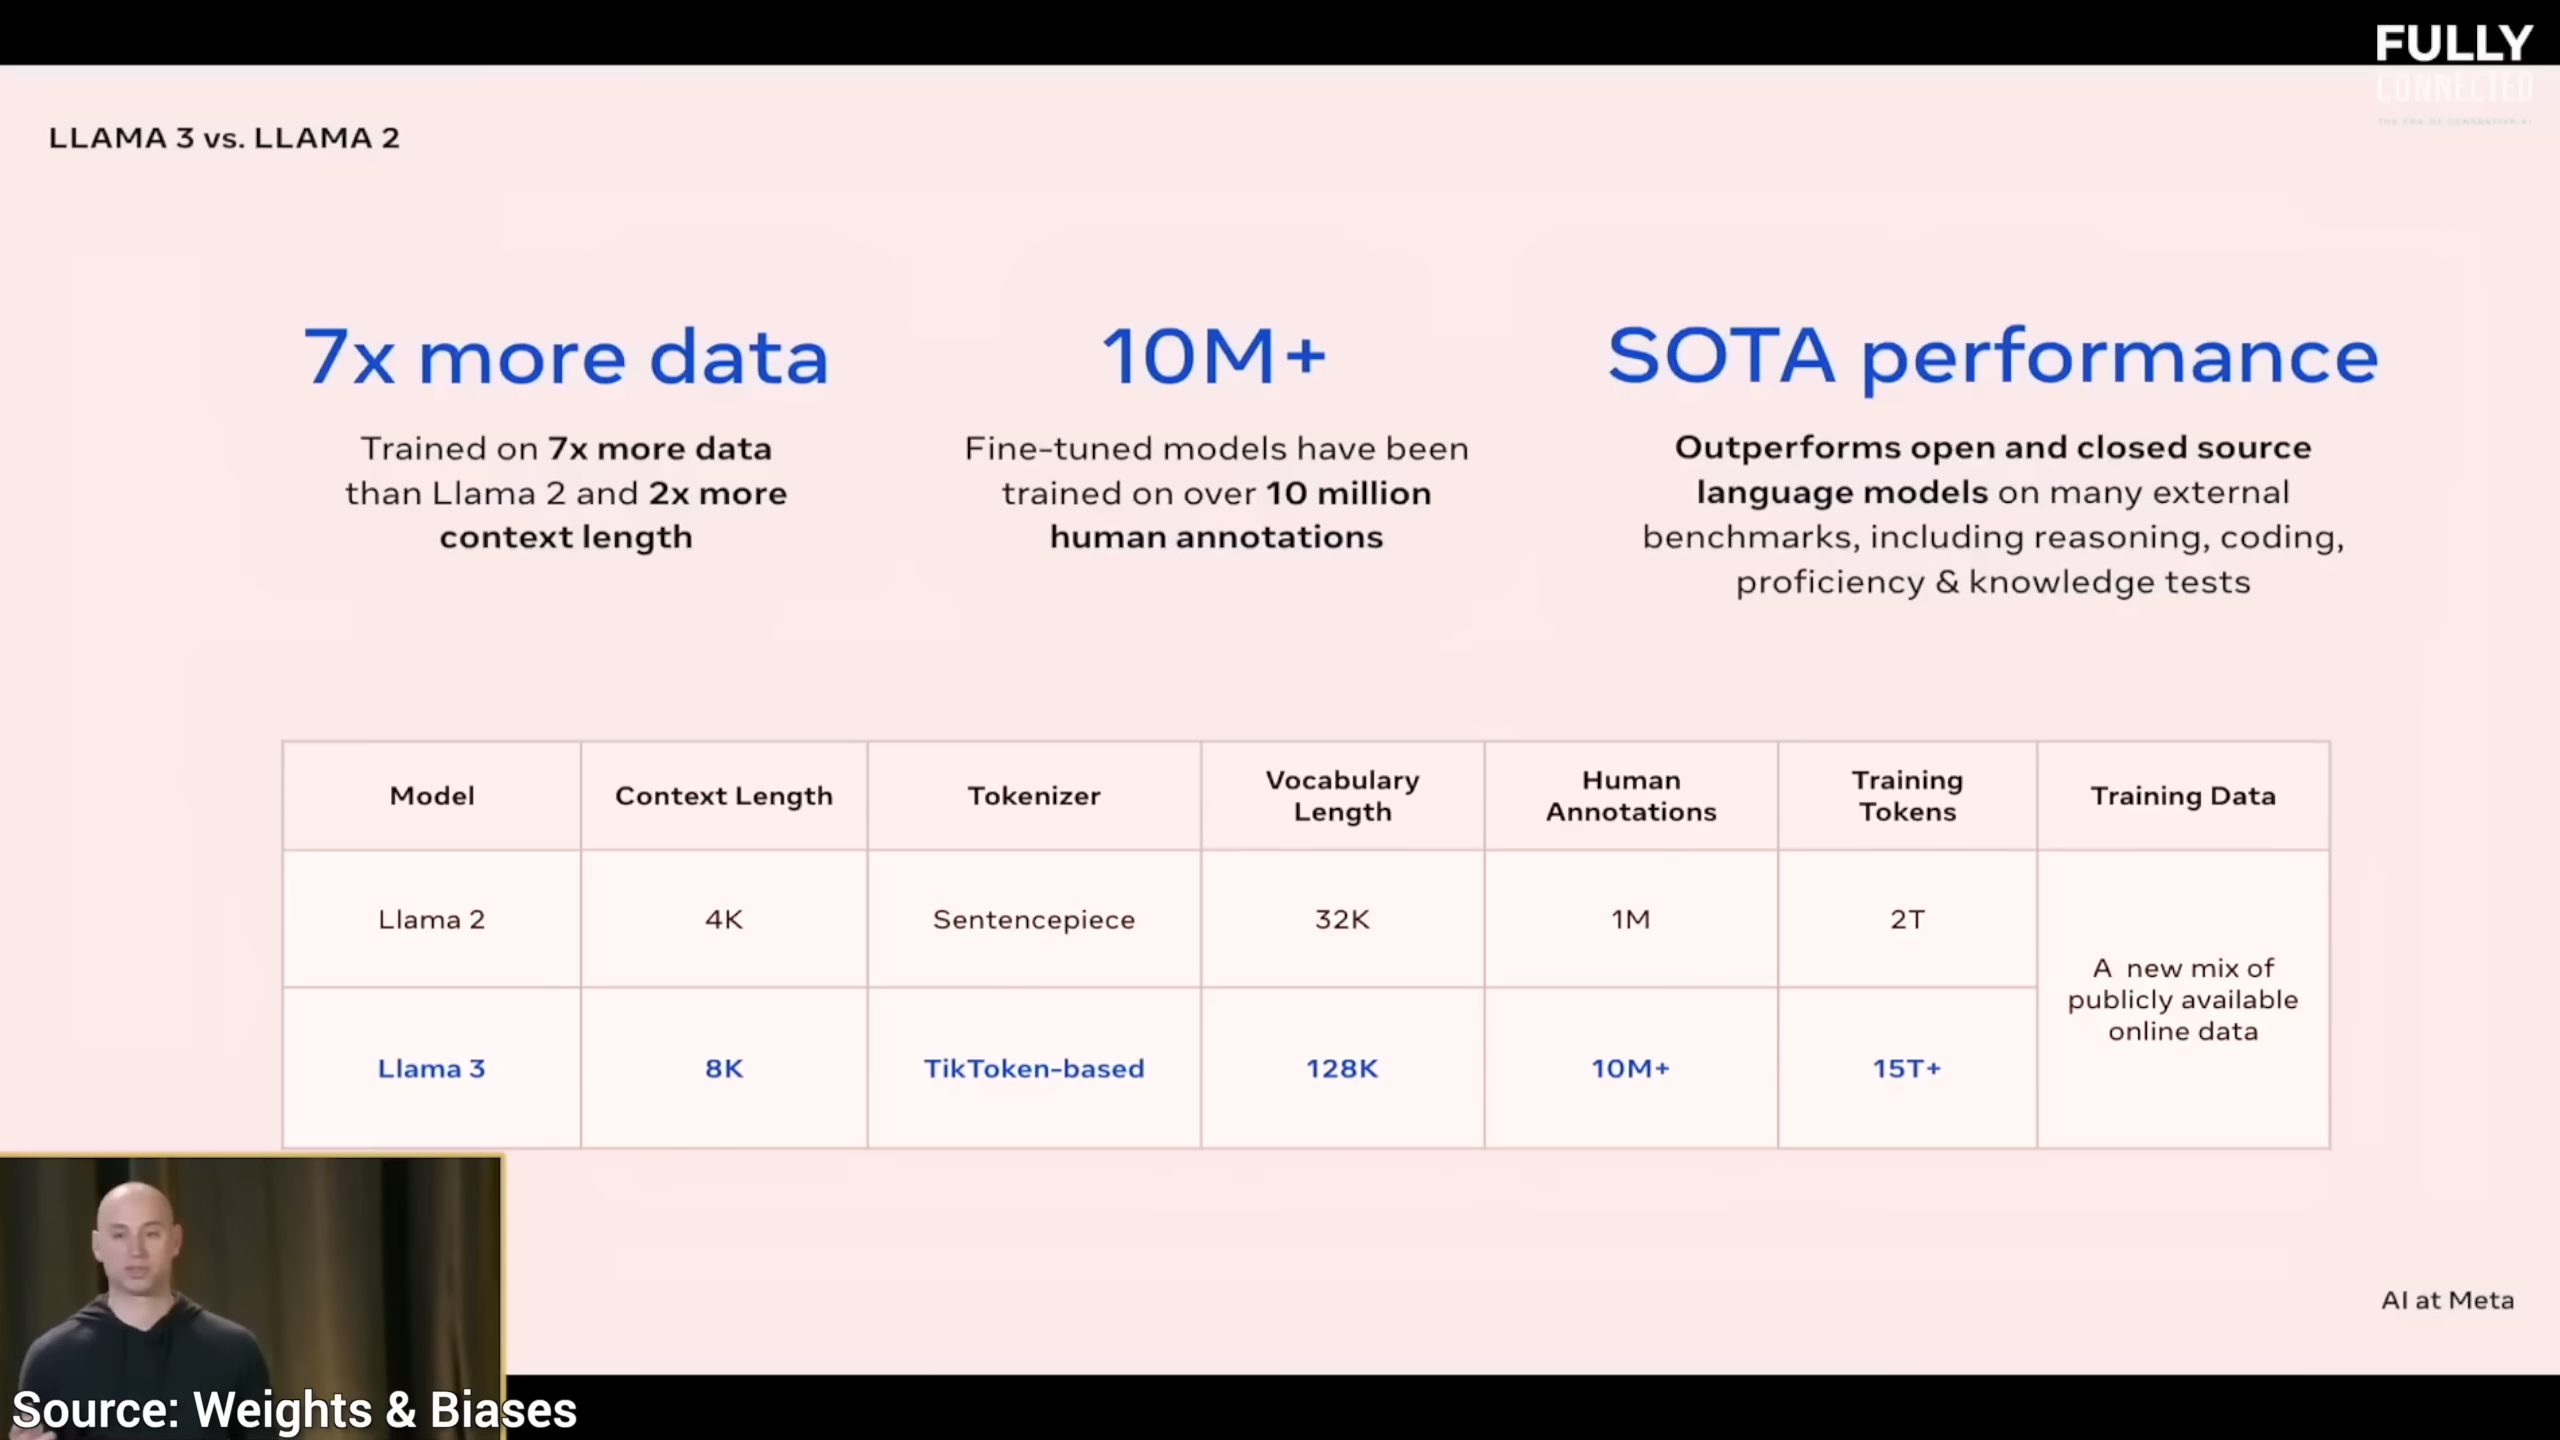 FULLY
CONNECTED
LLAMA 3 vs. LLAMA 2
7x more data
Trained on 7x more data
than Llama 2 and 2x more
context length
10M+
Fine-tuned models have been
trained on over 10 million
human annotations
SOTA performance
Outperforms open and closed source
language models on many external
benchmarks, including reasoning, coding,
proficiency & knowledge tests
Model Context Length Tokenizer Vocabulary Length Human Annotations Training Tokens Training Data
Llama 2 4K Sentencepiece 32K 1M 2T
Llama 3 8K TikToken-based 128K 10M+ 15T+
A new mix of
publicly available
online data
AI at Meta
Source: Weights & Biases